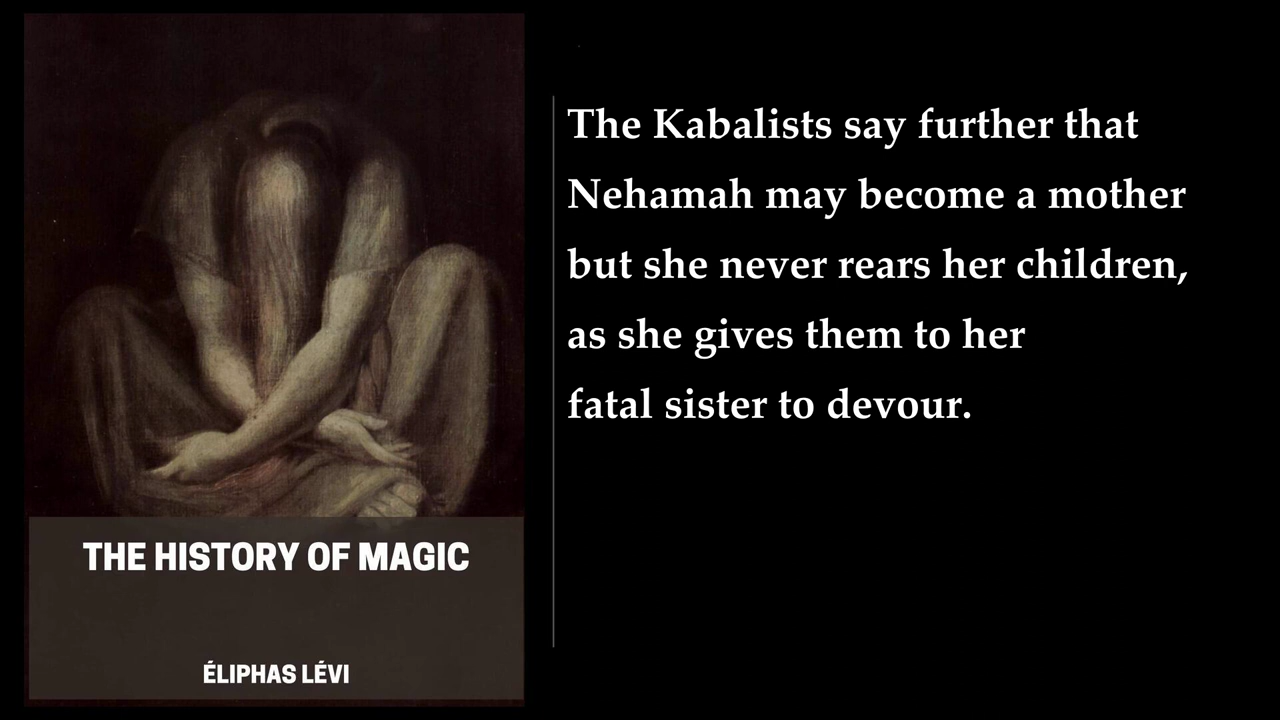 THE HISTORY OF MAGIC
ÉLIPHAS LÉVI
The Kabalists say further that
Nehamah may become a mother
but she never rears her children,
as she gives them to her
fatal sister to devour.